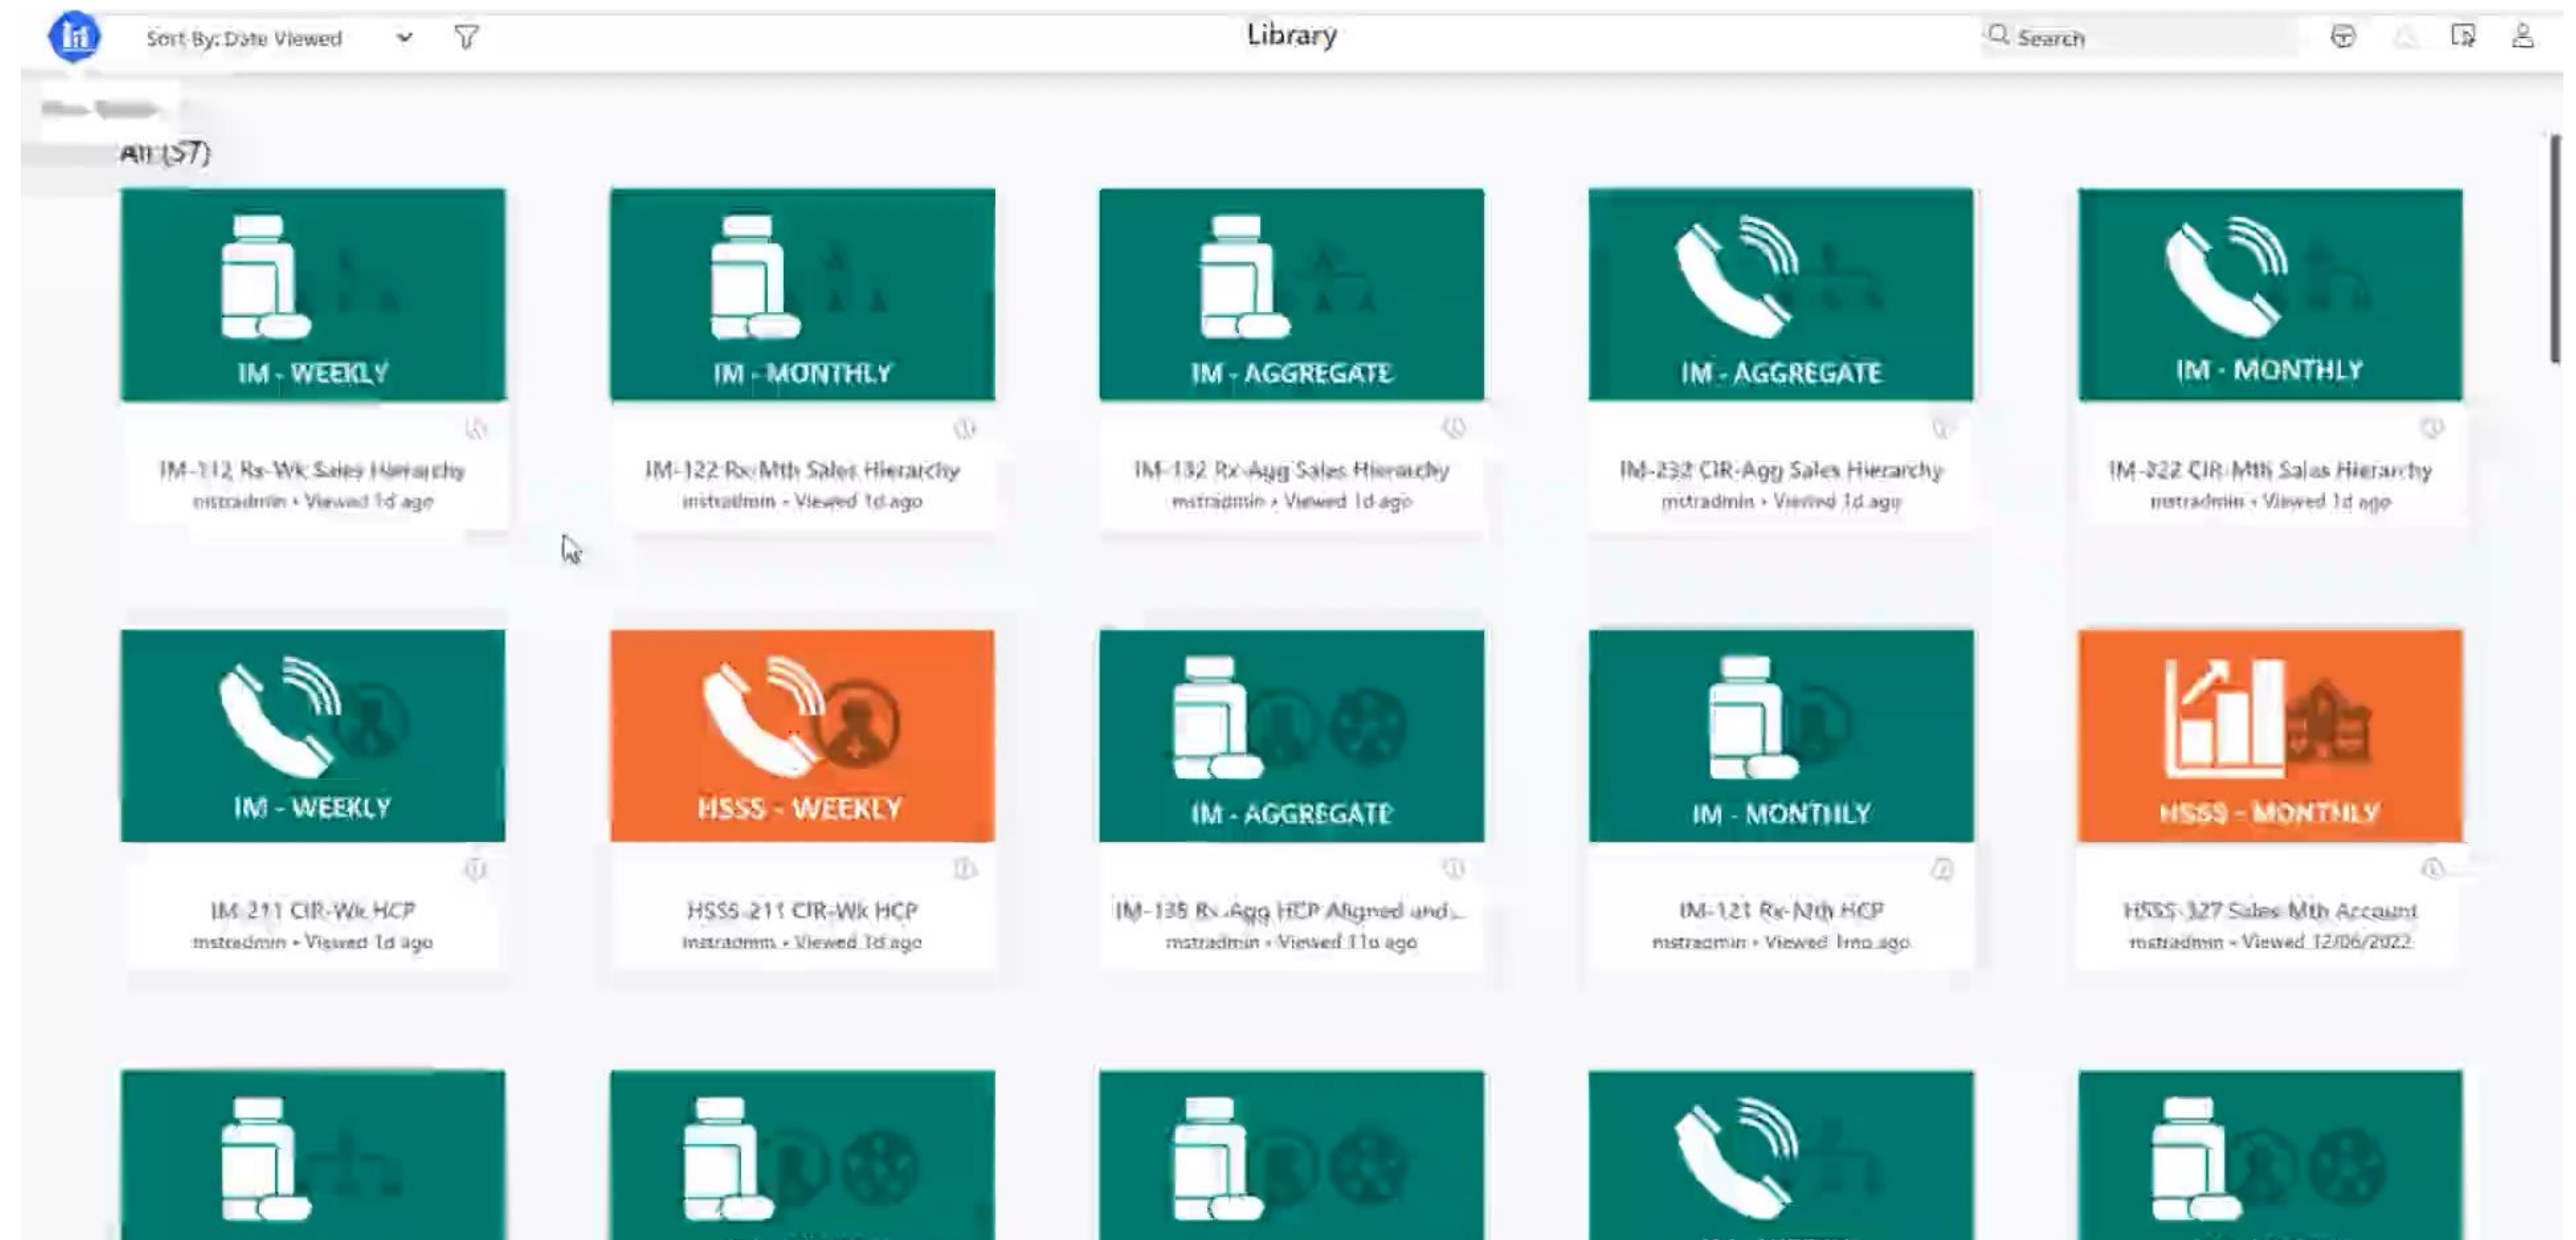 Sort By: Date Viewed
Library
Search
All (57)
IM - WEEKLY
IM - MONTHLY
IM - AGGREGATE
IM - AGGREGATE
IM - MONTHLY
IM-112 Rx-Wk Sales Hierarchy
IM-122 Rx-Mth Sales Hierarchy
IM-132 Rx-Agg Sales Hierarchy
IM-232 CIR-Agg Sales Hierarchy
IM-222 CIR-Mth Sales Hierarchy
mstradmin • Viewed 1d ago
mstradmin • Viewed 1d ago
mstradmin • Viewed 1d ago
mstradmin • Viewed 1d ago
mstradmin • Viewed 1d ago
IM - WEEKLY
HSSS - WEEKLY
IM - AGGREGATE
IM - MONTHLY
HSSS - MONTHLY
IM-211 CIR-Wk HCP
HSSS-211 CIR-Wk HCP
IM-135 Rx-Agg HCP Aligned and...
IM-121 Rx-Mth HCP
HSSS-327 Sales Mth Account
mstradmin • Viewed 1d ago
mstradmin • Viewed 1d ago
mstradmin • Viewed 11d ago
mstradmin • Viewed 1mo ago
mstradmin • Viewed 12/06/2022